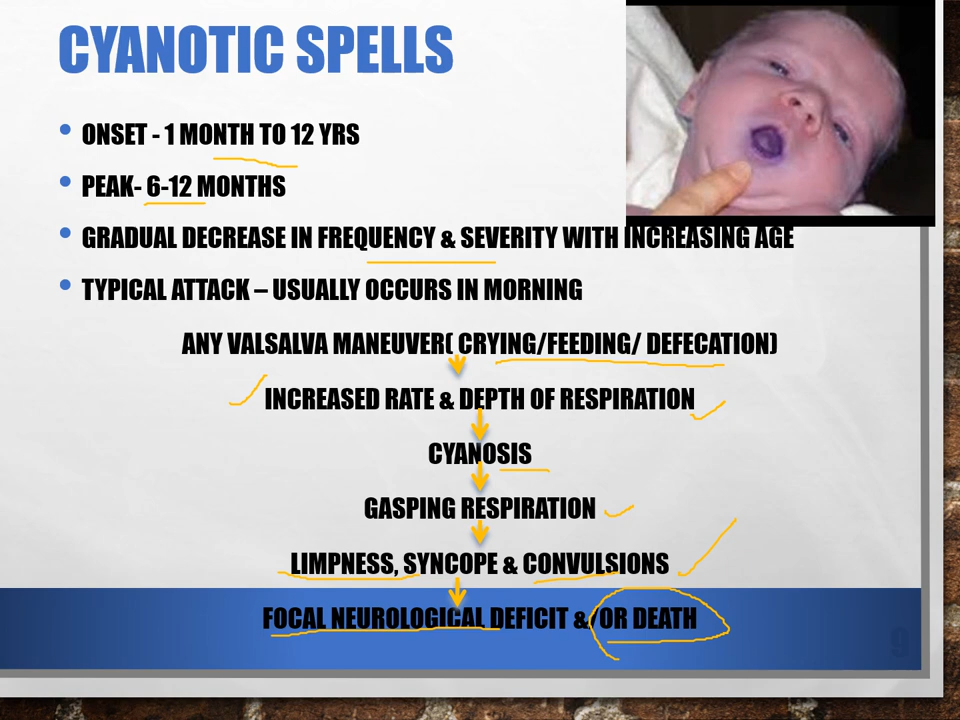 CYANOTIC SPELLS
• ONSET - 1 MONTH TO 12 YRS
• PEAK- 6-12 MONTHS
• GRADUAL DECREASE IN FREQUENCY & SEVERITY WITH INCREASING AGE
• TYPICAL ATTACK – USUALLY OCCURS IN MORNING
ANY VALSALVA MANEUVER( CRYING/FEEDING/ DEFECATION)
INCREASED RATE & DEPTH OF RESPIRATION
CYANOSIS
GASPING RESPIRATION
LIMPNESS, SYNCOPE & CONVULSIONS
FOCAL NEUROLOGICAL DEFICIT &/OR DEATH
9